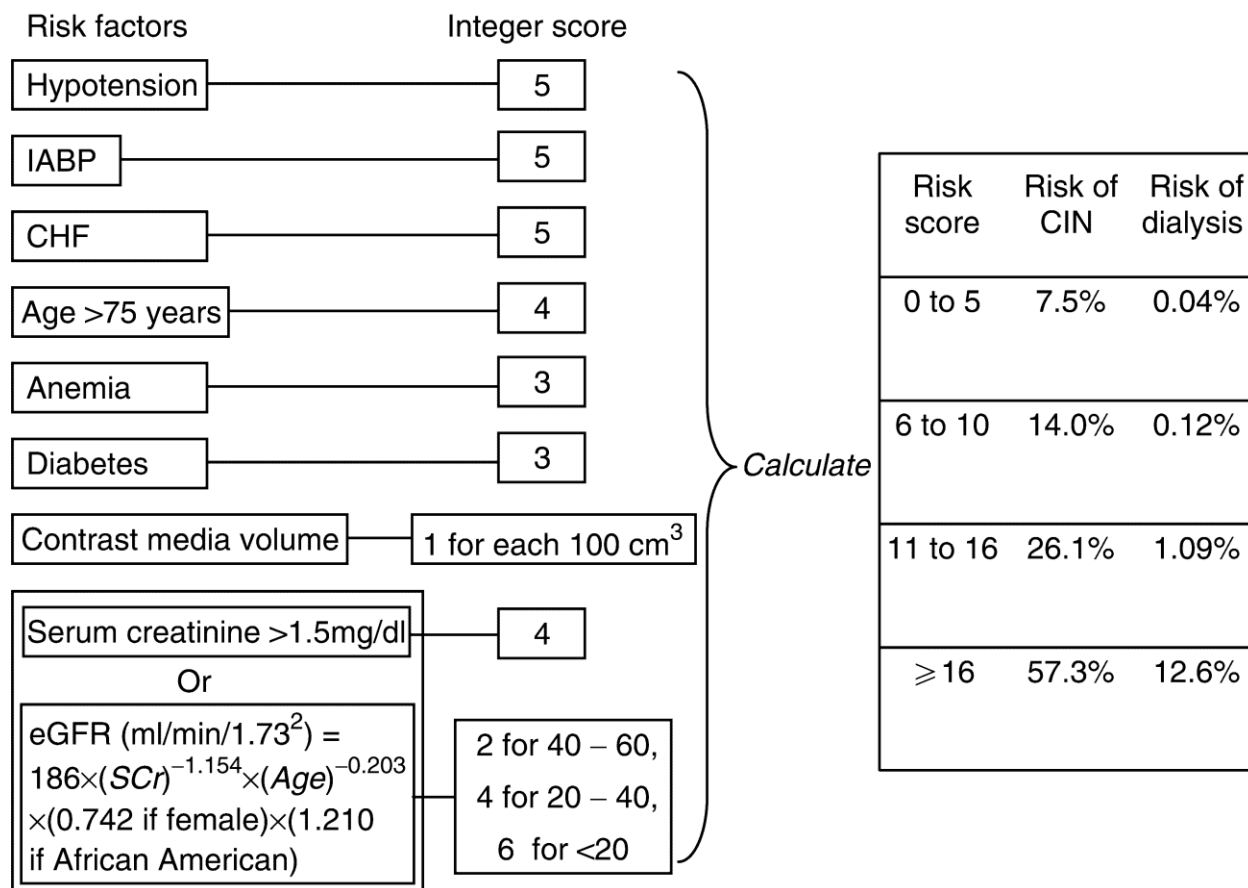 Risk factors Integer score
Hypotension 5
IABP 5
CHF 5
Age >75 years 4
Anemia 3
Diabetes 3
Contrast media volume 1 for each 100 cm³
Serum creatinine >1.5mg/dl 4
Or
eGFR (ml/min/1.73²) =
186×(SCr)⁻¹·¹⁵⁴×(Age)⁻⁰·²⁰³
×(0.742 if female)×(1.210
if African American)
2 for 40 – 60,
4 for 20 – 40,
6 for <20
Calculate
Risk Risk of Risk of
score CIN dialysis
0 to 5 7.5% 0.04%
6 to 10 14.0% 0.12%
11 to 16 26.1% 1.09%
⩾16 57.3% 12.6%